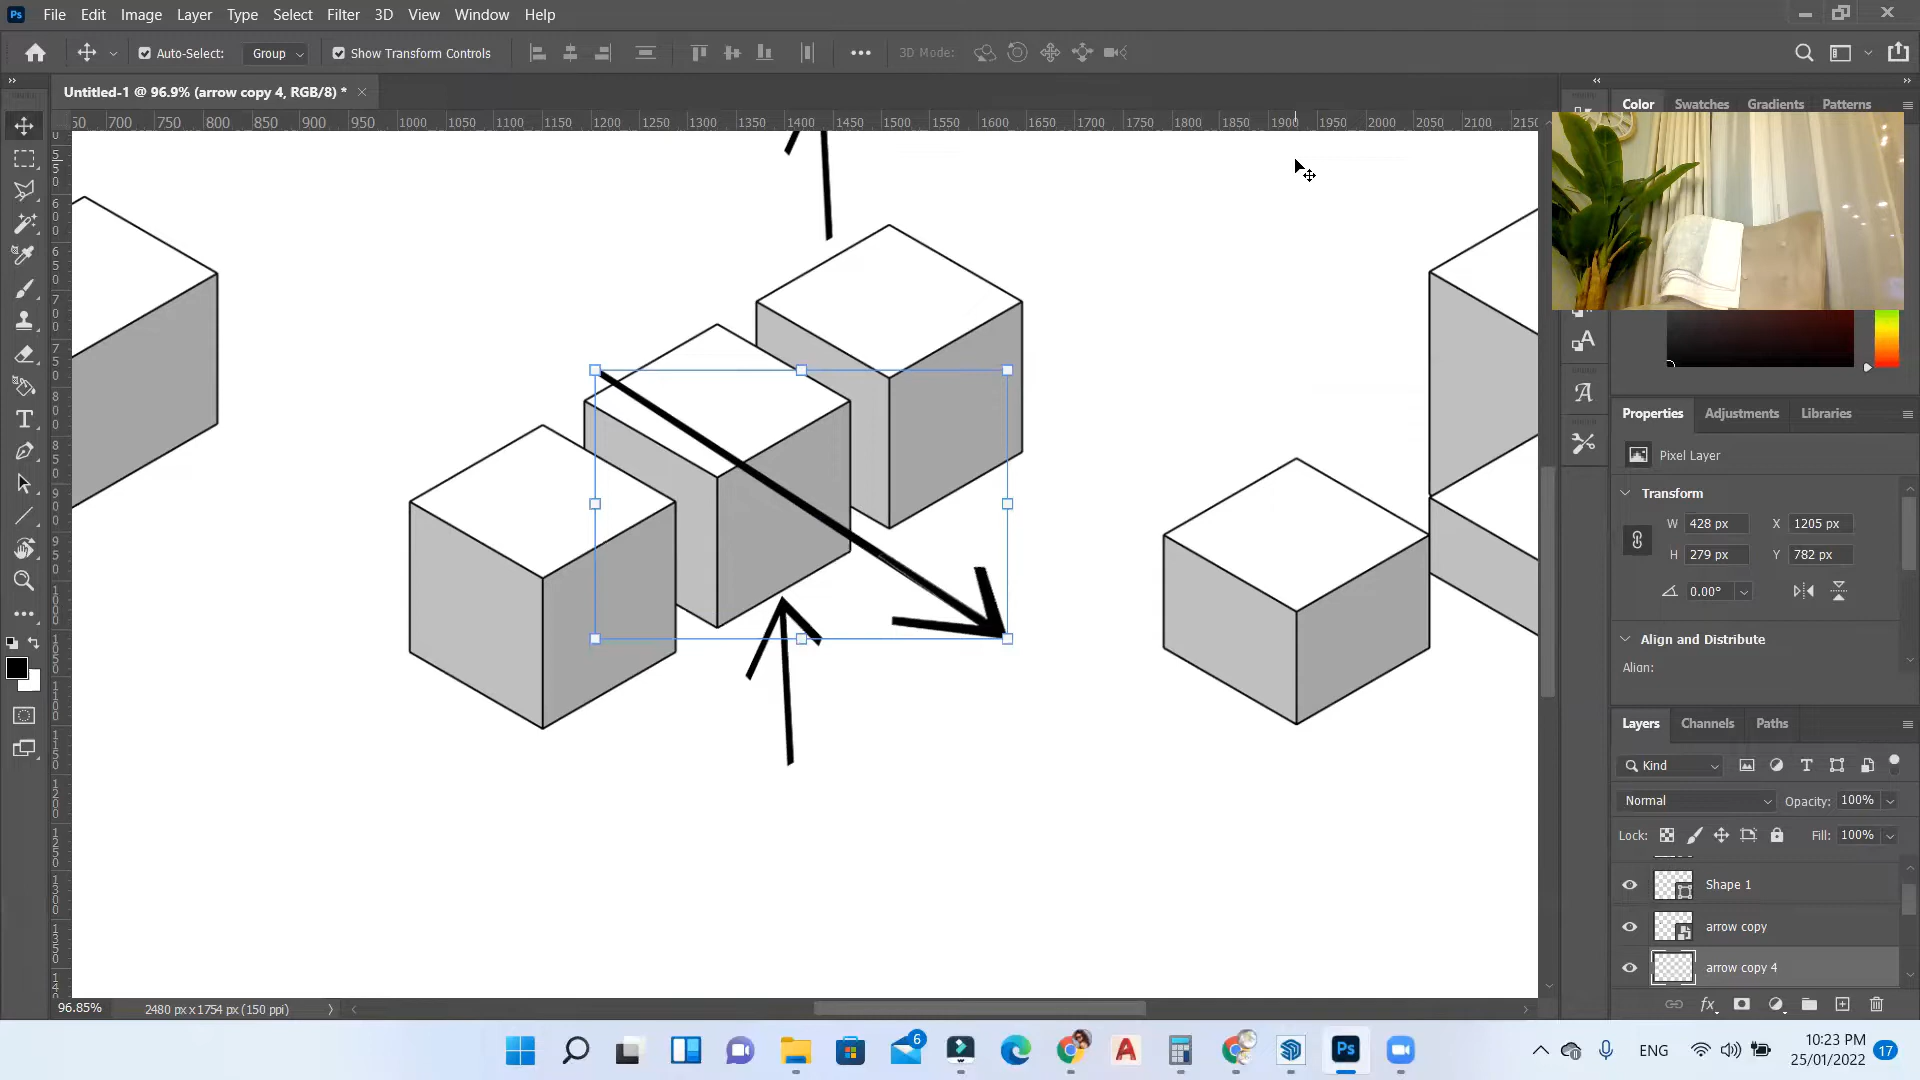 Ps File Edit Image Layer Type Select Filter 3D View Window Help
Auto-Select: Group Show Transform Controls 3D Mode:
Untitled-1 @ 96.9% (arrow copy 4, RGB/8) *
50 700 750 800 850 900 950 1000 1050 1100 1150 1200 1250 1300 1350 1400 1450 1500 1550 1600 1650 1700 1750 1800 1850 1900 1950 2000 2050 2100 2150
Color Swatches Gradients Patterns
Properties Adjustments Libraries
Pixel Layer
Transform
W 428 px X 1205 px
H 279 px Y 782 px
0.00°
Align and Distribute
Align:
Layers Channels Paths
Kind
Normal Opacity: 100%
Lock: Fill: 100%
Shape 1
arrow copy
arrow copy 4
96.85% 2480 px x 1754 px (150 ppi)
6 Ps ENG 10:23 PM
25/01/2022 17